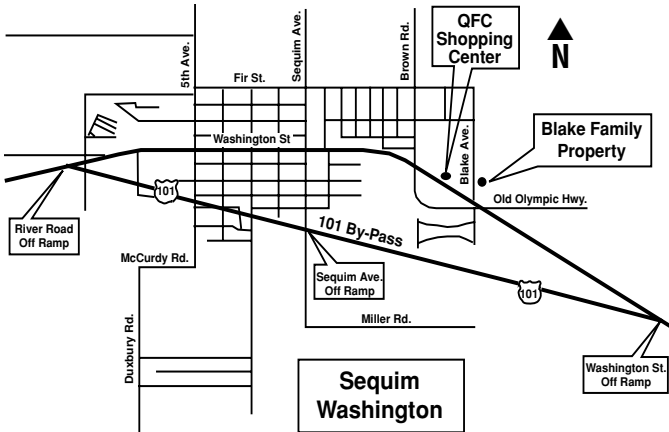 QFC
Shopping
Center
N
5th Ave.
Sequim Ave.
Brown Rd.
Fir St.
Washington St
Blake Ave.
Blake Family
Property
Old Olympic Hwy.
101
River Road
Off Ramp
101 By-Pass
McCurdy Rd.
Sequim Ave.
Off Ramp
101
Duxbury Rd.
Miller Rd.
Sequim
Washington
Washington St.
Off Ramp